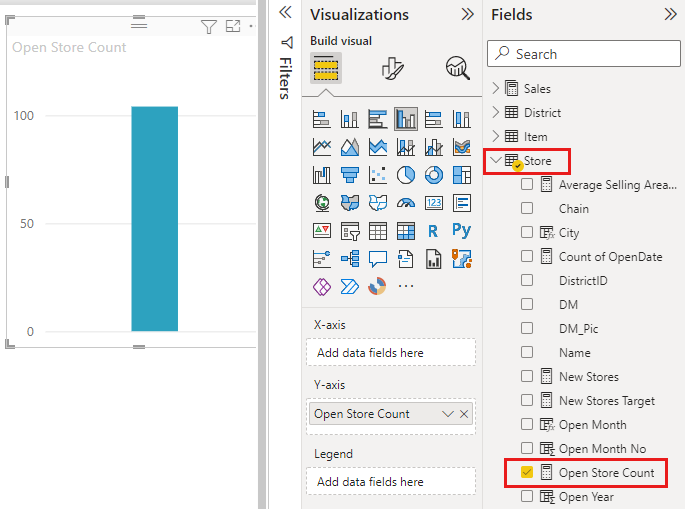 Open Store Count
100
50
0
Filters
Visualizations
Build visual
123
R
Py
X-axis
Add data fields here
Y-axis
Open Store Count
Legend
Add data fields here
Fields
Search
Sales
District
Item
Store
Average Selling Area...
Chain
City
Count of OpenDate
DistrictID
DM
DM_Pic
Name
New Stores
New Stores Target
Open Month
Open Month No
Open Store Count
Open Year